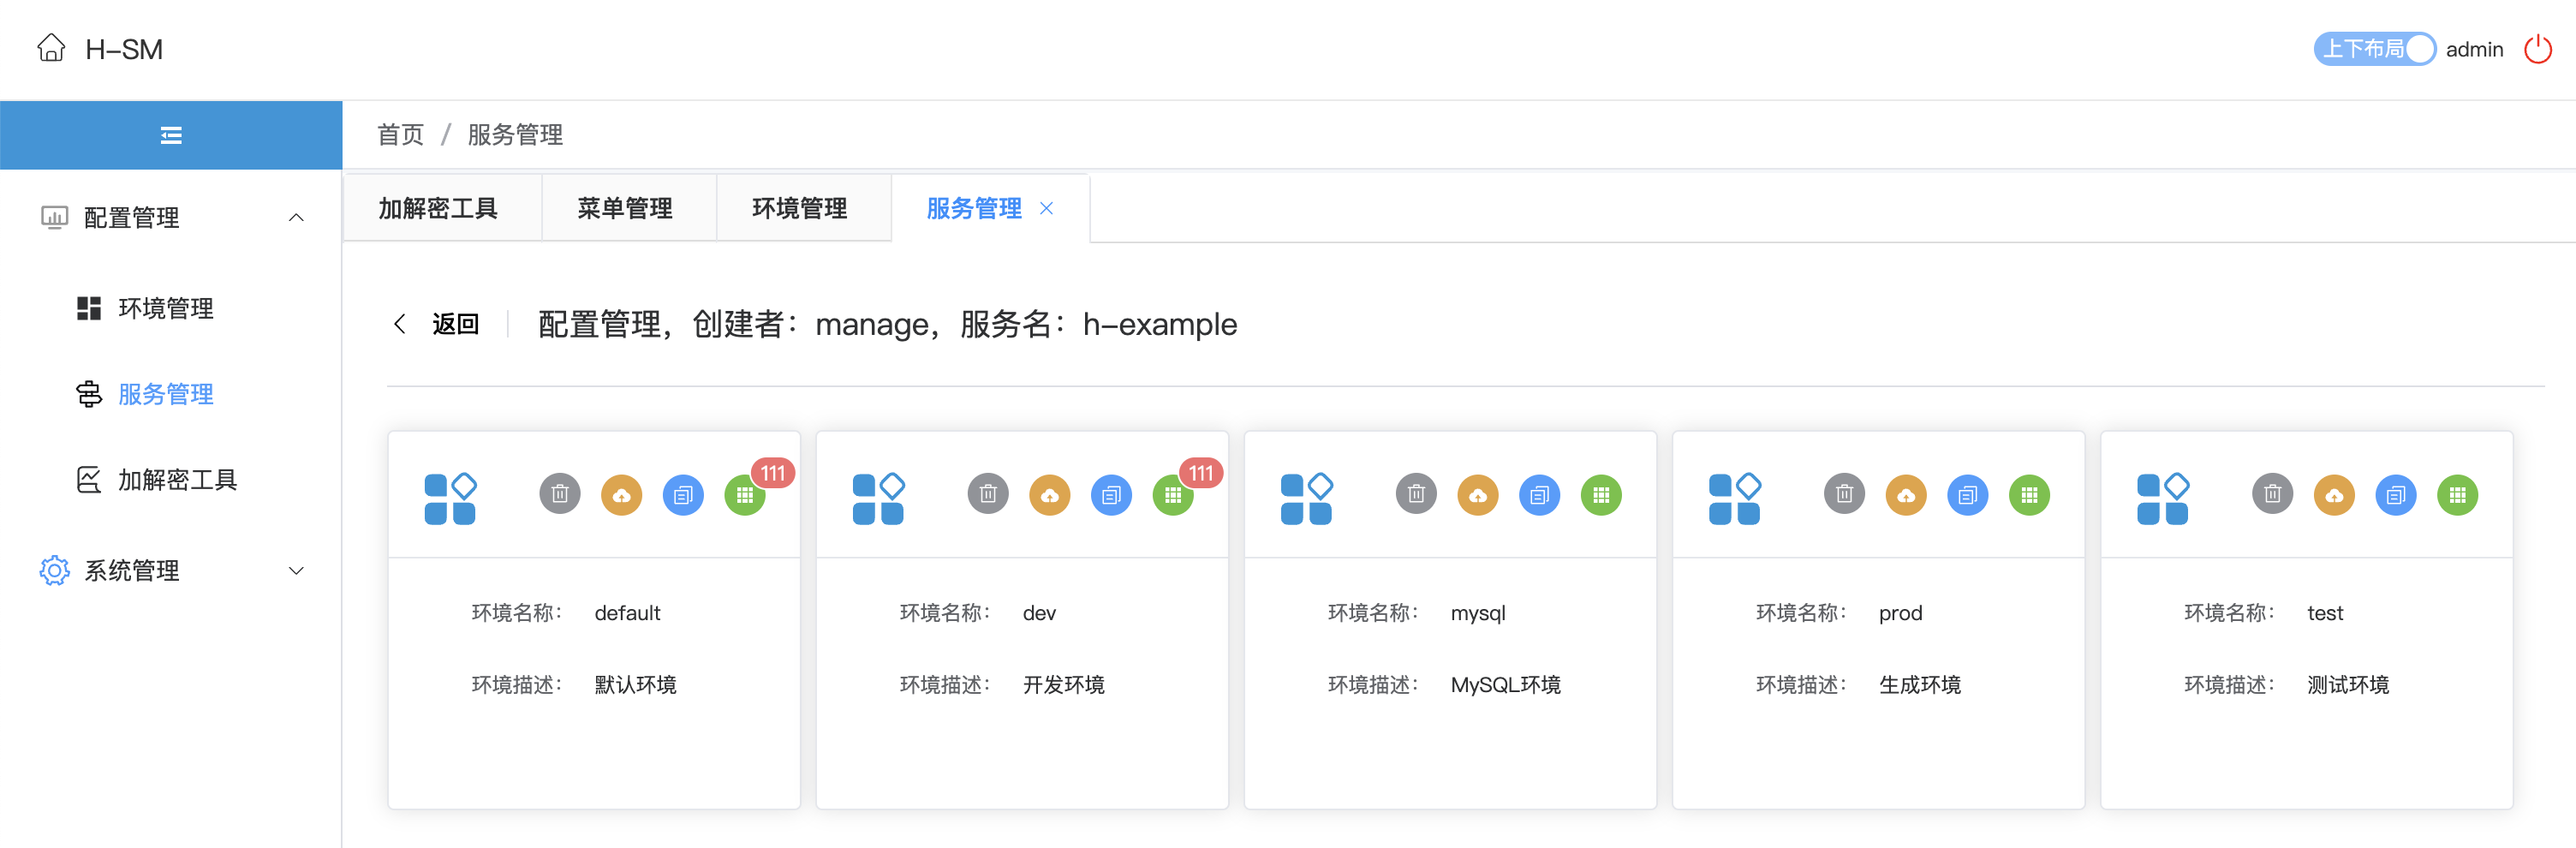 H-SM
上下布局 admin
首页 / 服务管理
配置管理
环境管理
服务管理
加解密工具
系统管理
加解密工具 菜单管理 环境管理 服务管理
返回 配置管理，创建者：manage，服务名：h-example
111
环境名称： default
环境描述： 默认环境
111
环境名称： dev
环境描述： 开发环境
环境名称： mysql
环境描述： MySQL环境
环境名称： prod
环境描述： 生成环境
环境名称： test
环境描述： 测试环境